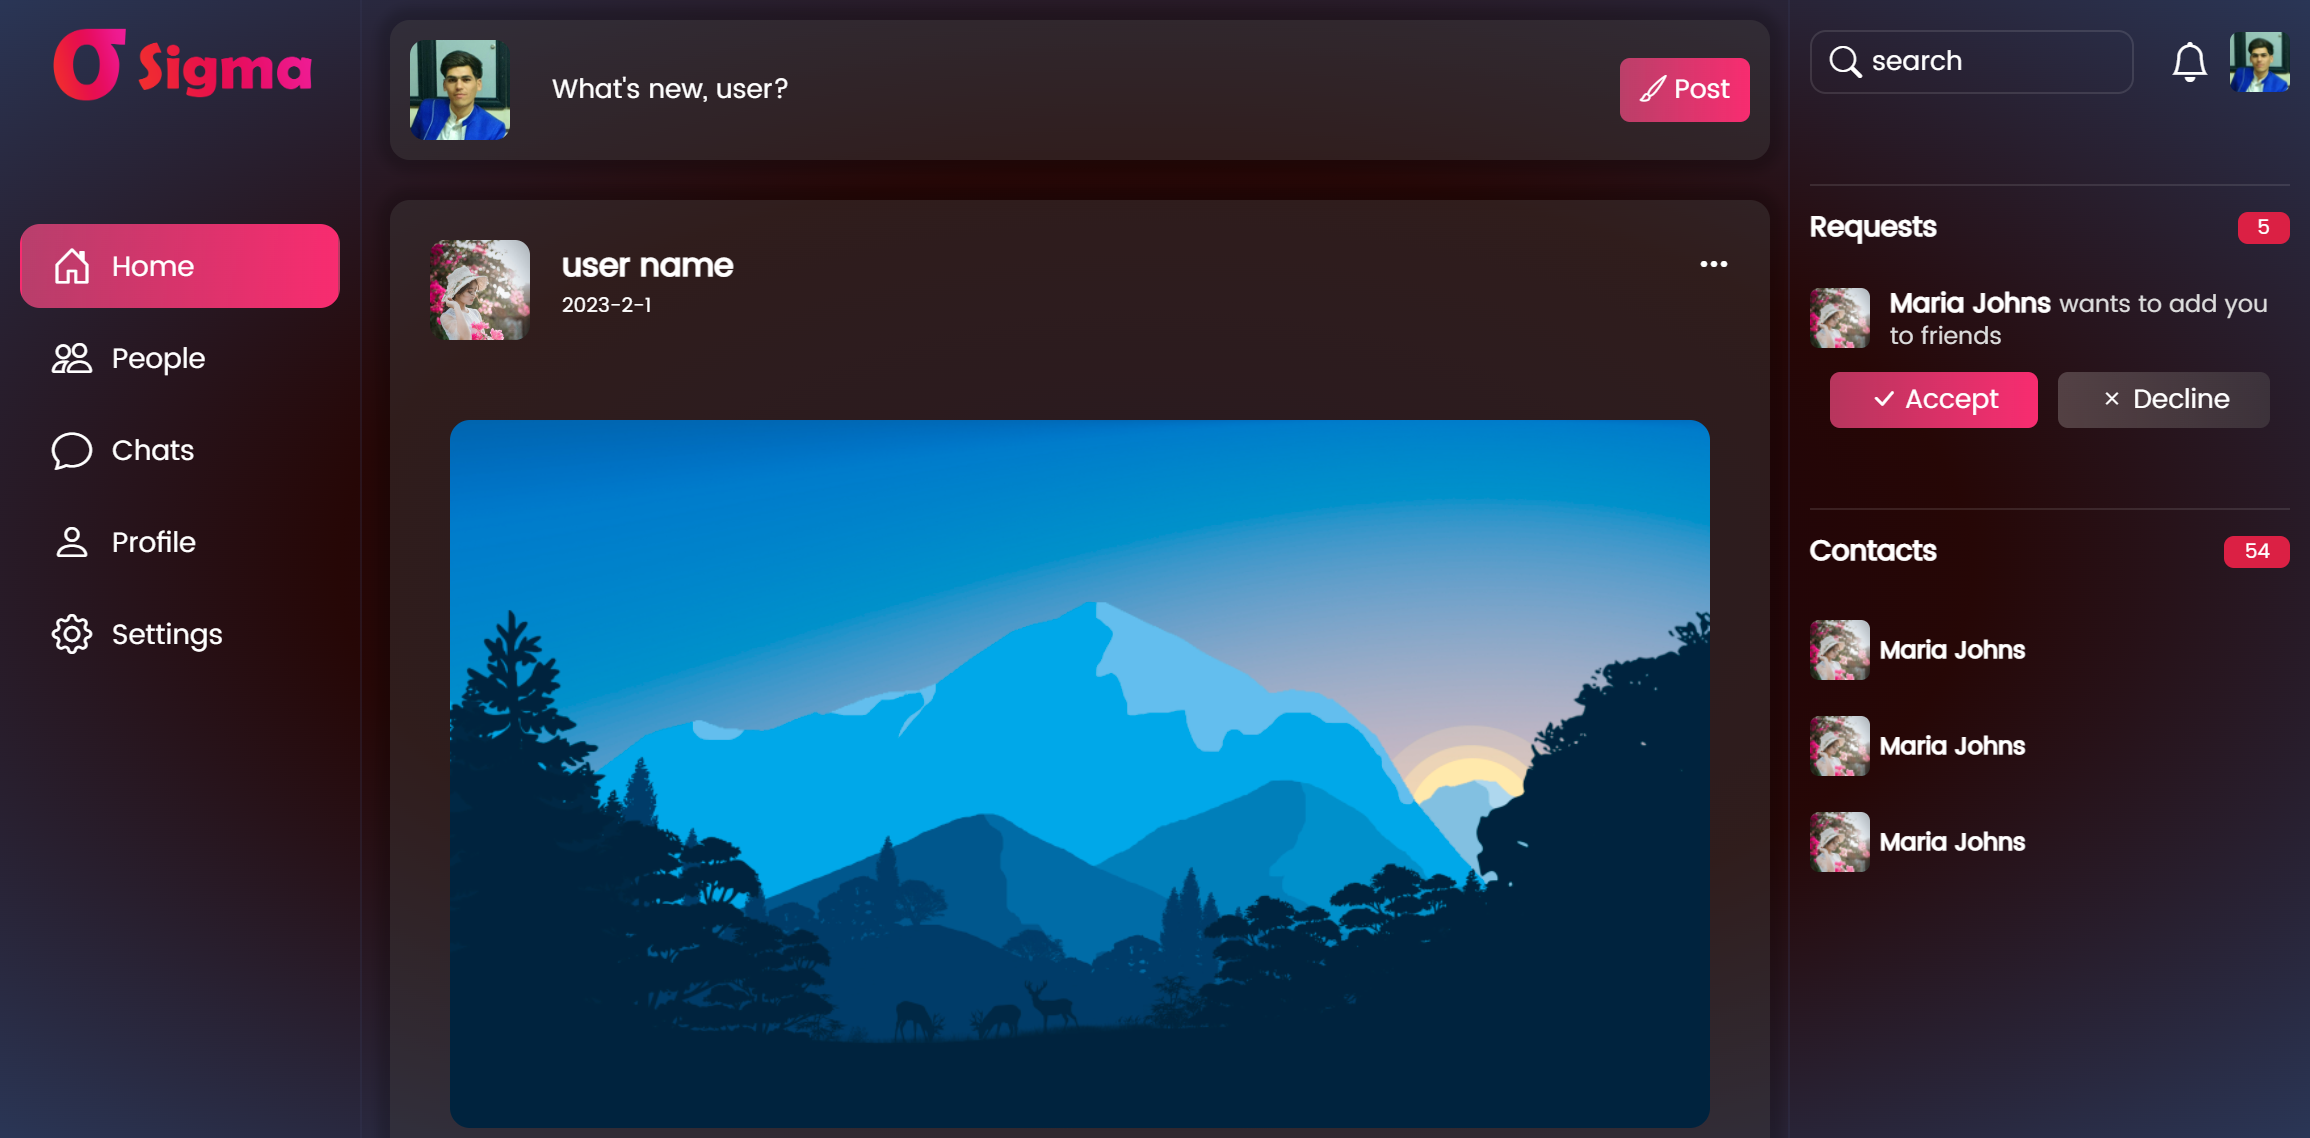 σ Sigma
Home
People
Chats
Profile
Settings
What's new, user?
Post
user name
2023-2-1
search
Requests
5
Maria Johns wants to add you
to friends
Accept
Decline
Contacts
54
Maria Johns
Maria Johns
Maria Johns